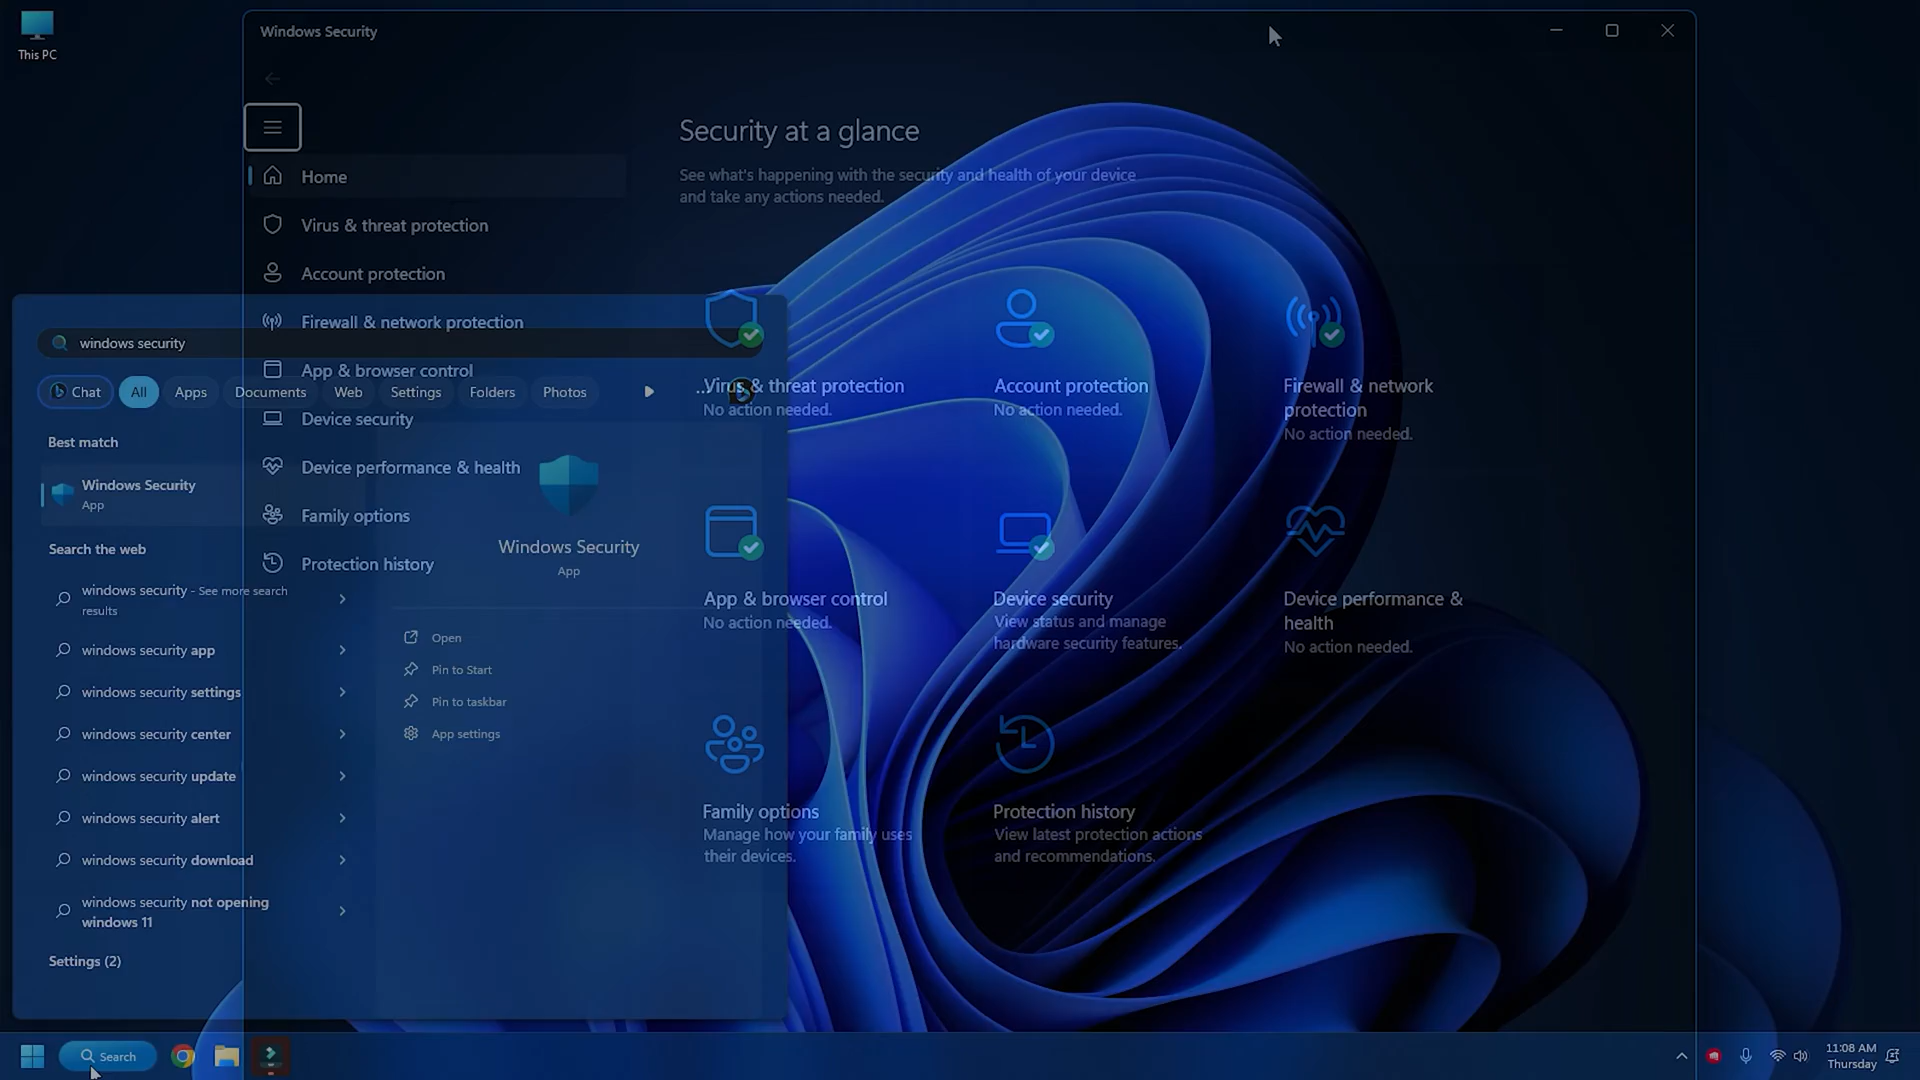 This PC
Windows Security
Home
Virus & threat protection
Account protection
Firewall & network protection
App & browser control
Device security
Device performance & health
Family options
Protection history
Security at a glance
See what's happening with the security and health of your device
and take any actions needed.
Virus & threat protection
No action needed.
Account protection
No action needed.
Firewall & network
protection
No action needed.
App & browser control
No action needed.
Device security
View status and manage
hardware security features.
Device performance &
health
No action needed.
Family options
Manage how your family uses
their devices.
Protection history
View latest protection actions
and recommendations.
windows security
Chat
All
Apps
Documents
Web
Settings
Folders
Photos
...
Best match
Windows Security
App
Search the web
windows security - See more search
results
windows security app
windows security settings
windows security center
windows security update
windows security alert
windows security download
windows security not opening
windows 11
Settings (2)
Windows Security
App
Open
Pin to Start
Pin to taskbar
App settings
Search
11:08 AM
Thursday